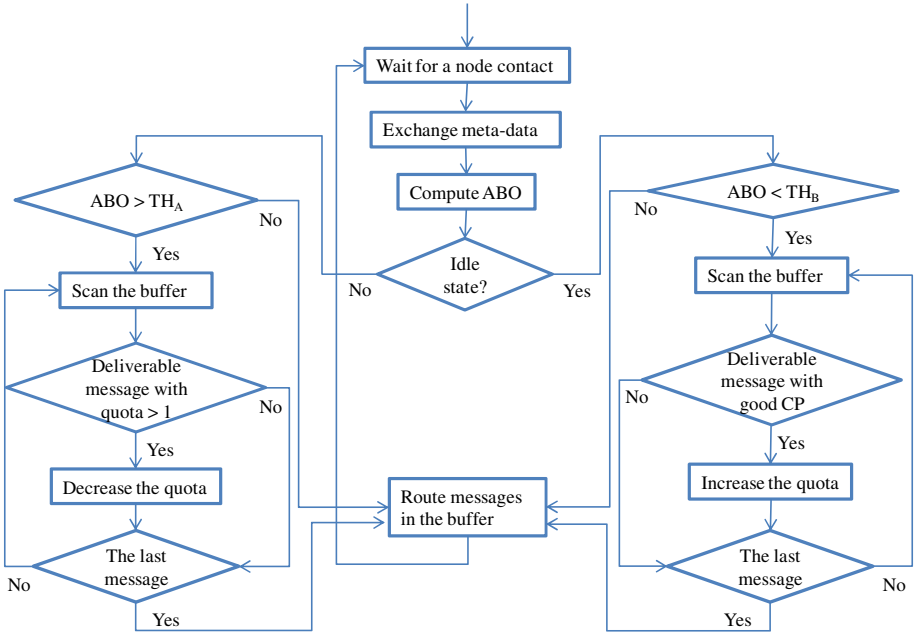 Wait for a node contact
Exchange meta-data
Compute ABO
Idle
state?
No
Yes
ABO > TH_A
No
Yes
Scan the buffer
Deliverable
message with
quota > 1
No
Yes
Decrease the quota
The last
message
No
Yes
Route messages
in the buffer
ABO < TH_B
No
Yes
Scan the buffer
Deliverable
message with
good CP
No
Yes
Increase the quota
The last
message
No
Yes